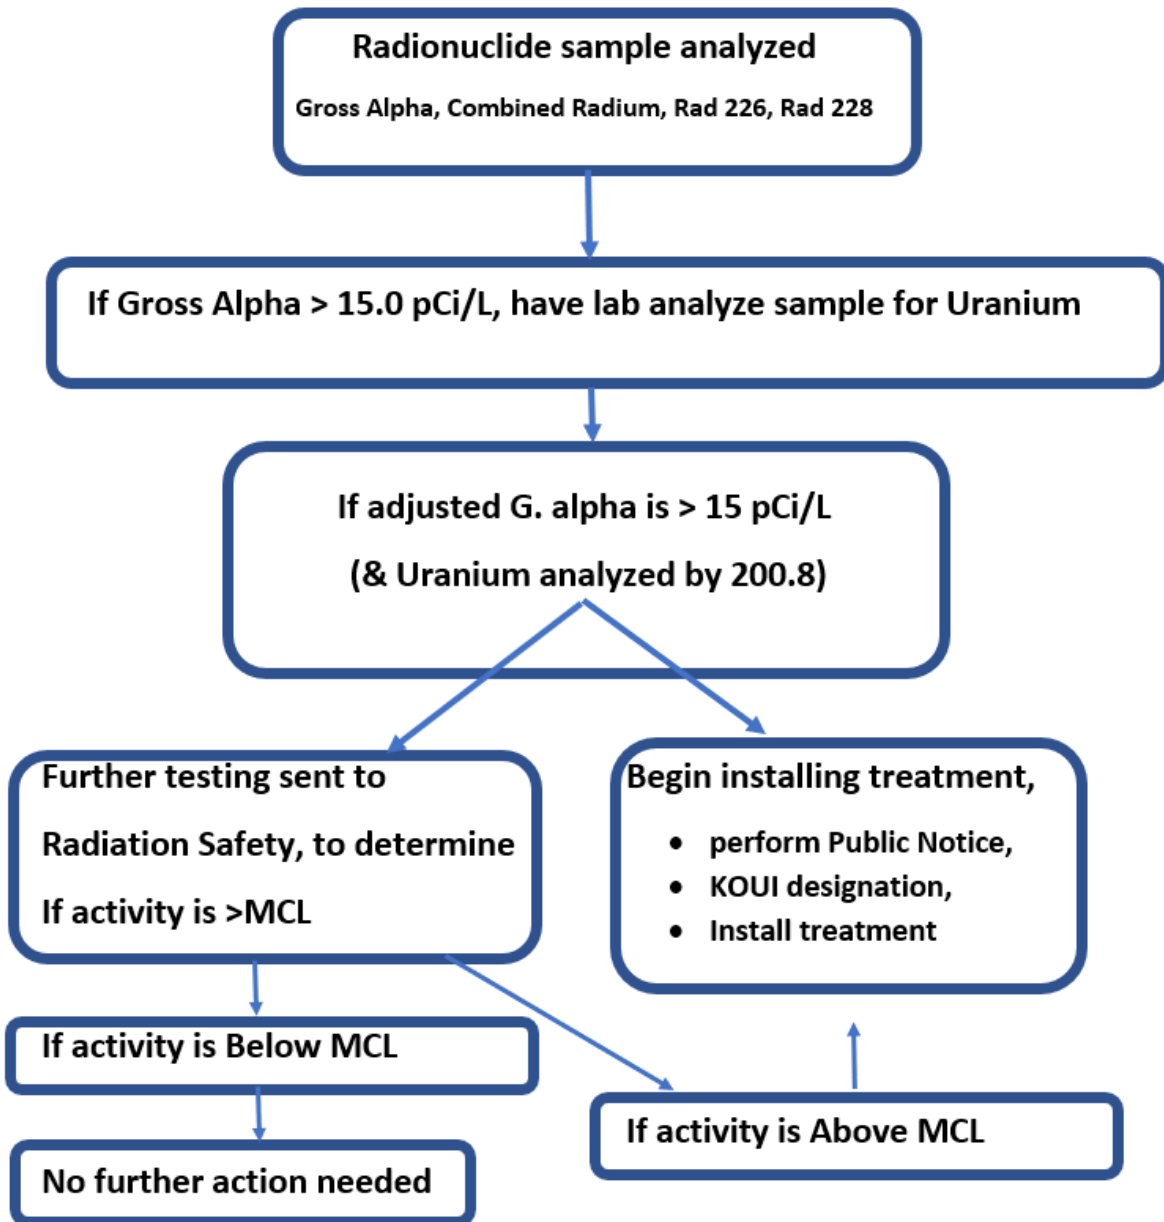 Radionuclide sample analyzed
Gross Alpha, Combined Radium, Rad 226, Rad 228
If Gross Alpha > 15.0 pCi/L, have lab analyze sample for Uranium
If adjusted G. alpha is > 15 pCi/L
(& Uranium analyzed by 200.8)
Further testing sent to
Radiation Safety, to determine
If activity is >MCL
Begin installing treatment,
• perform Public Notice,
• KOUI designation,
• Install treatment
If activity is Below MCL
If activity is Above MCL
No further action needed